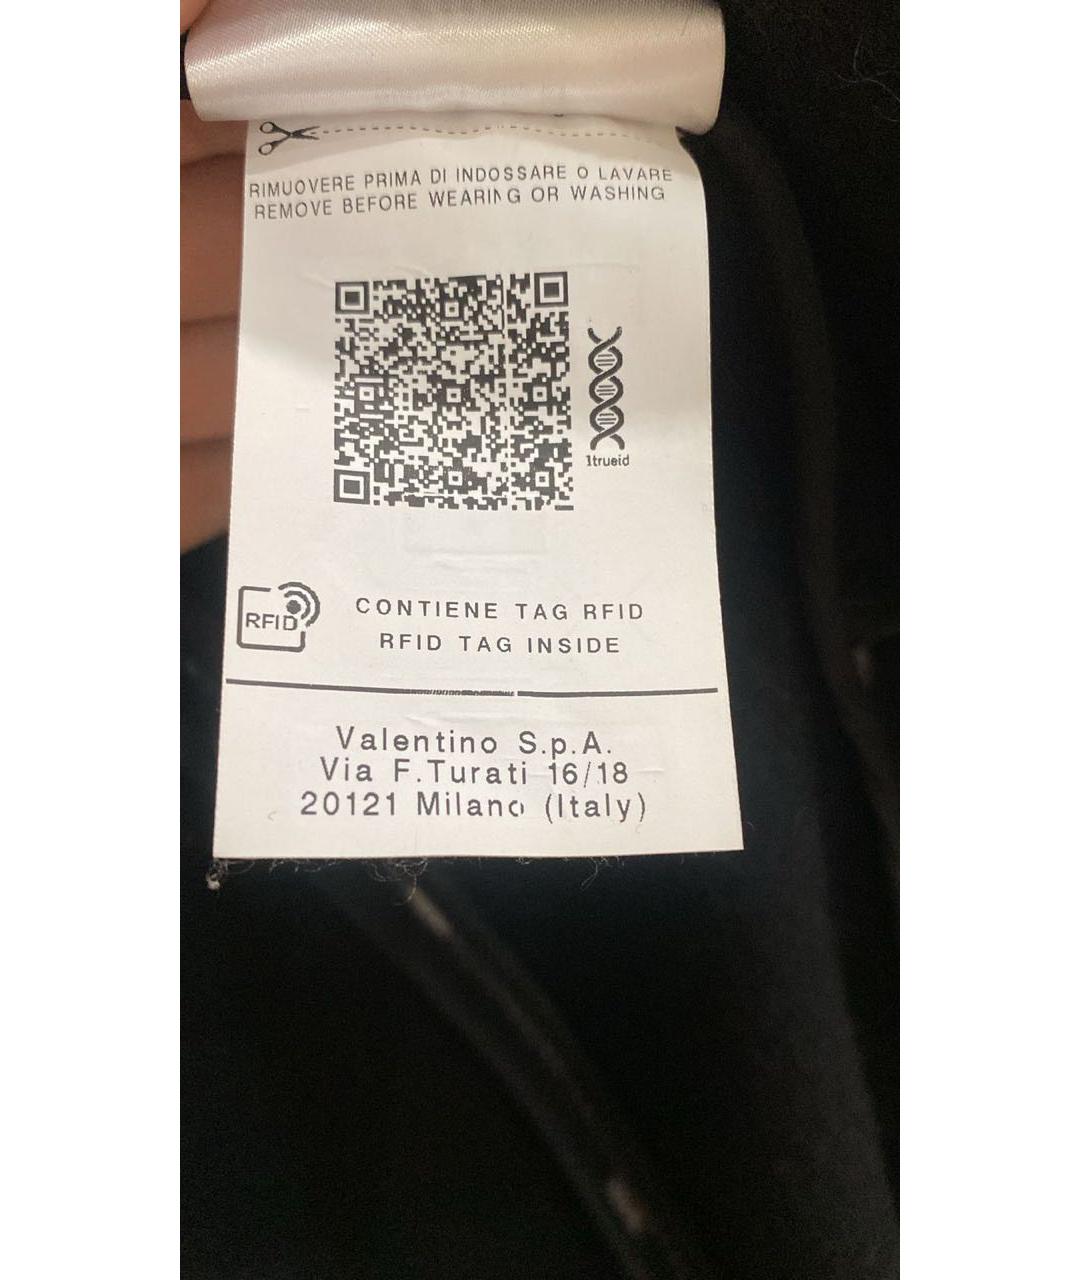 RIMUOVERE PRIMA DI INDOSSARE O LAVARE
REMOVE BEFORE WEARING OR WASHING
1trueid
RFID
CONTIENE TAG RFID
RFID TAG INSIDE
Valentino S.p.A.
Via F.Turati 16/18
20121 Milano (Italy)